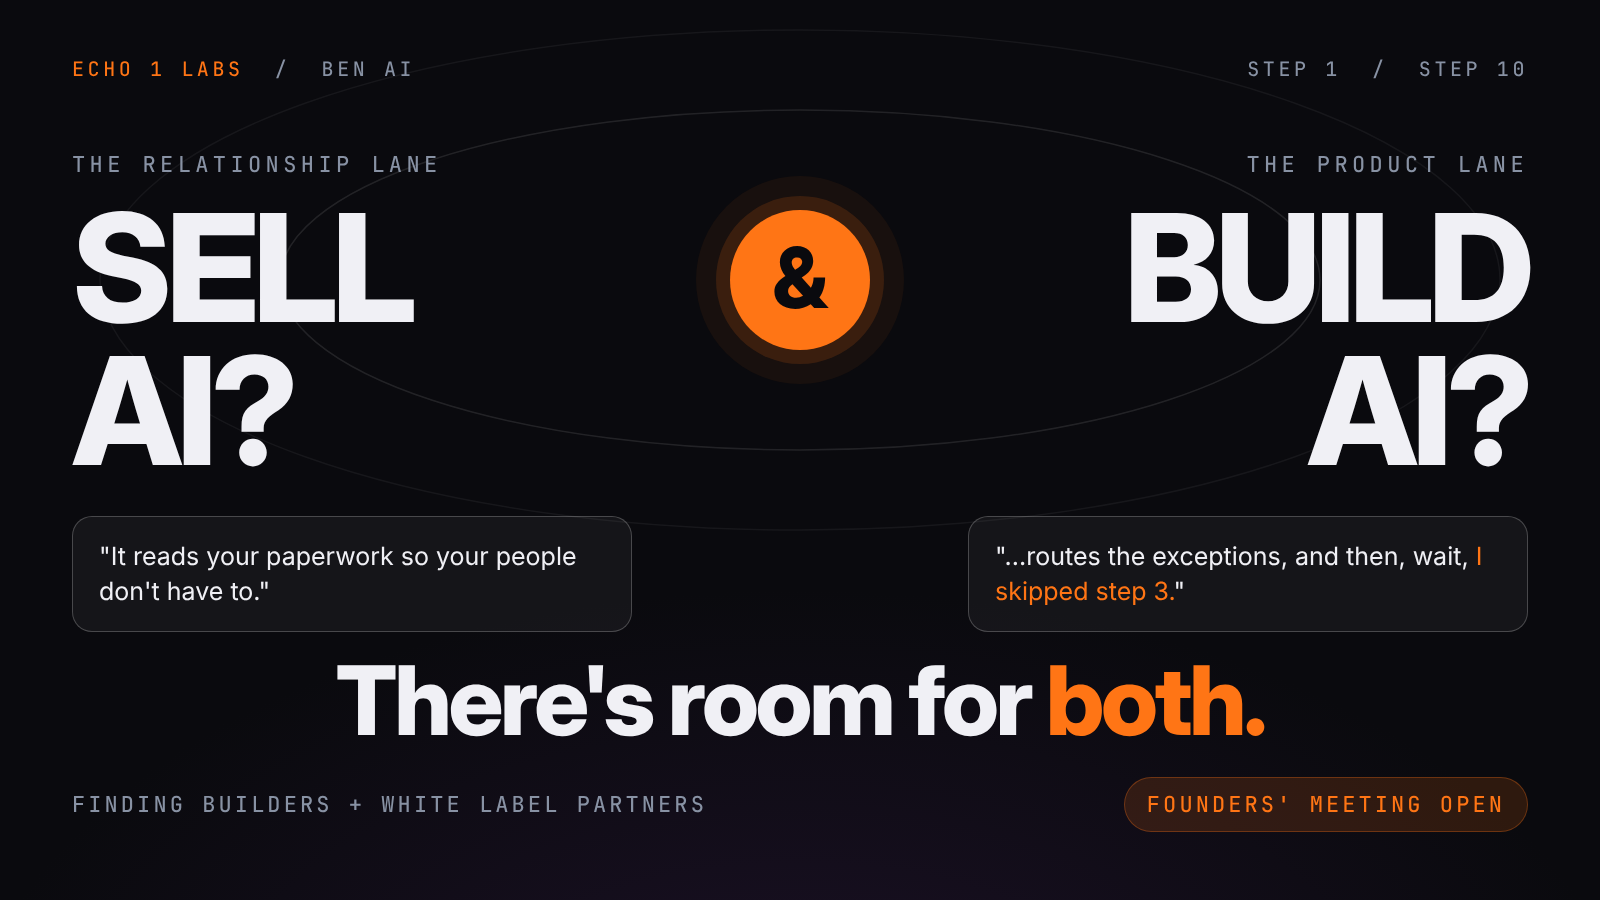 ECHO 1 LABS / BEN AI
STEP 1 / STEP 10
THE RELATIONSHIP LANE
SELL
AI?
&
THE PRODUCT LANE
BUILD
AI?
"It reads your paperwork so your people
don't have to."
"...routes the exceptions, and then, wait, I
skipped step 3."
There's room for both.
FINDING BUILDERS + WHITE LABEL PARTNERS
FOUNDERS' MEETING OPEN